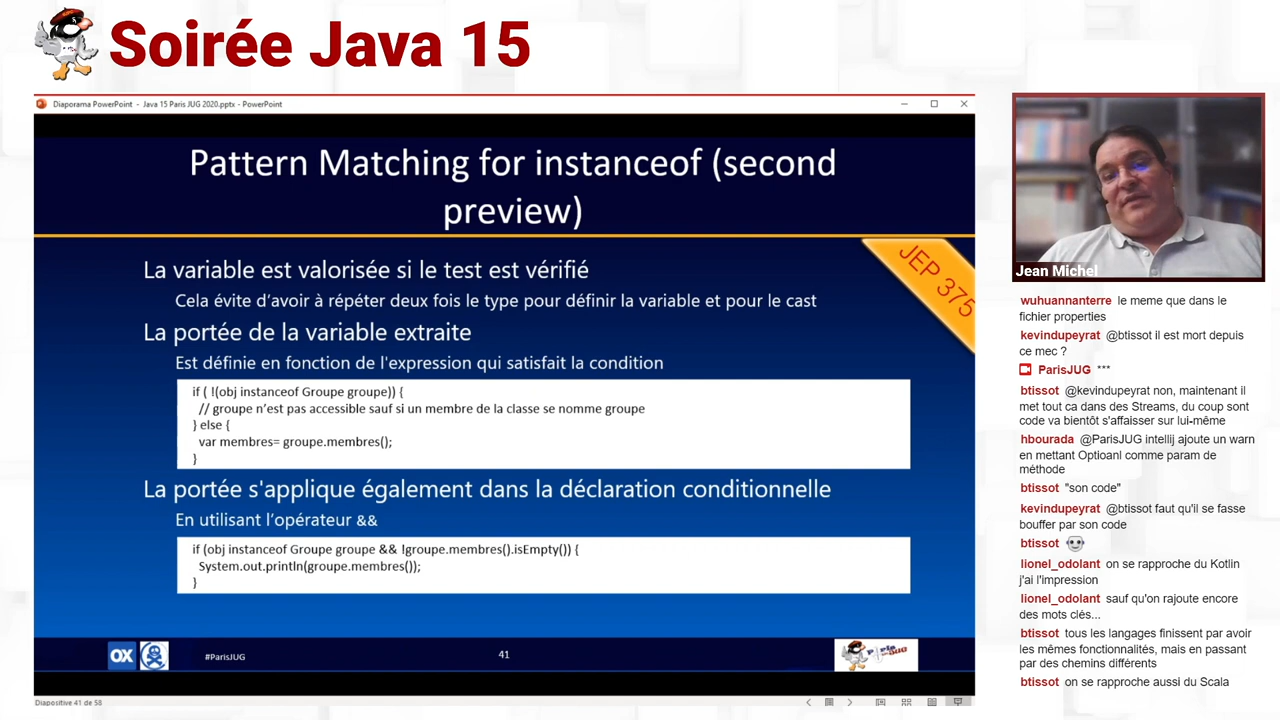 Soirée Java 15
Diaporama PowerPoint - Java 15 Paris JUG 2020.pptx - PowerPoint
Pattern Matching for instanceof (second
preview)
JEP 375
La variable est valorisée si le test est vérifié
Cela évite d'avoir à répéter deux fois le type pour définir la variable et pour le cast
La portée de la variable extraite
Est définie en fonction de l'expression qui satisfait la condition
if ( !(obj instanceof Groupe groupe)) {
// groupe n'est pas accessible sauf si un membre de la classe se nomme groupe
} else {
var membres= groupe.membres();
}
La portée s'applique également dans la déclaration conditionnelle
En utilisant l'opérateur &&
if (obj instanceof Groupe groupe && !groupe.membres().isEmpty()) {
System.out.println(groupe.membres());
}
OX
#ParisJUG
41
Diapositive 41 de 58
Jean Michel
wuhuannanterre le meme que dans le
fichier properties
kevindupeyrat @btissot il est mort depuis
ce mec ?
ParisJUG ***
btissot @kevindupeyrat non, maintenant il
met tout ca dans des Streams, du coup sont
code va bientôt s'affaisser sur lui-même
hbourada @ParisJUG intellij ajoute un warn
en mettant Optioanl comme param de
méthode
btissot "son code"
kevindupeyrat @btissot faut qu'il se fasse
bouffer par son code
btissot
lionel_odolant on se rapproche du Kotlin
j'ai l'impression
lionel_odolant sauf qu'on rajoute encore
des mots clés...
btissot tous les langages finissent par avoir
les mêmes fonctionnalités, mais en passant
par des chemins différents
btissot on se rapproche aussi du Scala